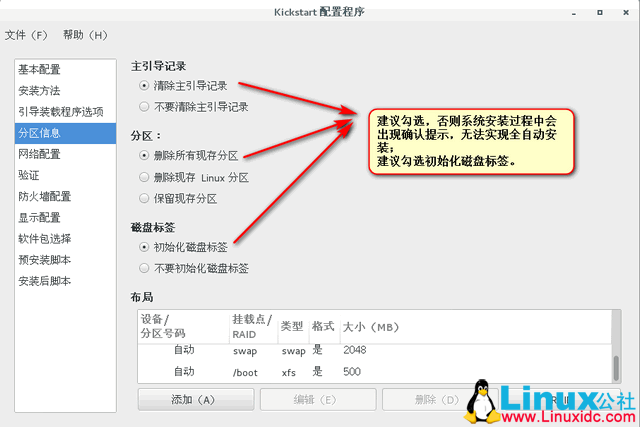 Kickstart 配置程序
文件（F） 帮助（H）
基本配置
安装方法
引导装载程序选项
分区信息
网络配置
验证
防火墙配置
显示配置
软件包选择
预安装脚本
安装后脚本
主引导记录
清除主引导记录
不要清除主引导记录
分区：
删除所有现存分区
删除现存 Linux 分区
保留现存分区
磁盘标签
初始化磁盘标签
不要初始化磁盘标签
建议勾选，否则系统安装过程中会
出现确认提示，无法实现全自动安
装；
建议勾选初始化磁盘标签。
布局
设备/
分区号码
挂载点/
RAID
类型
格式
大小（MB）
自动 swap swap 是 2048
自动 /boot xfs 是 500
添加（A）
编辑（E）
删除（D）
RAID
Linux公社
www.Linuxidc.com